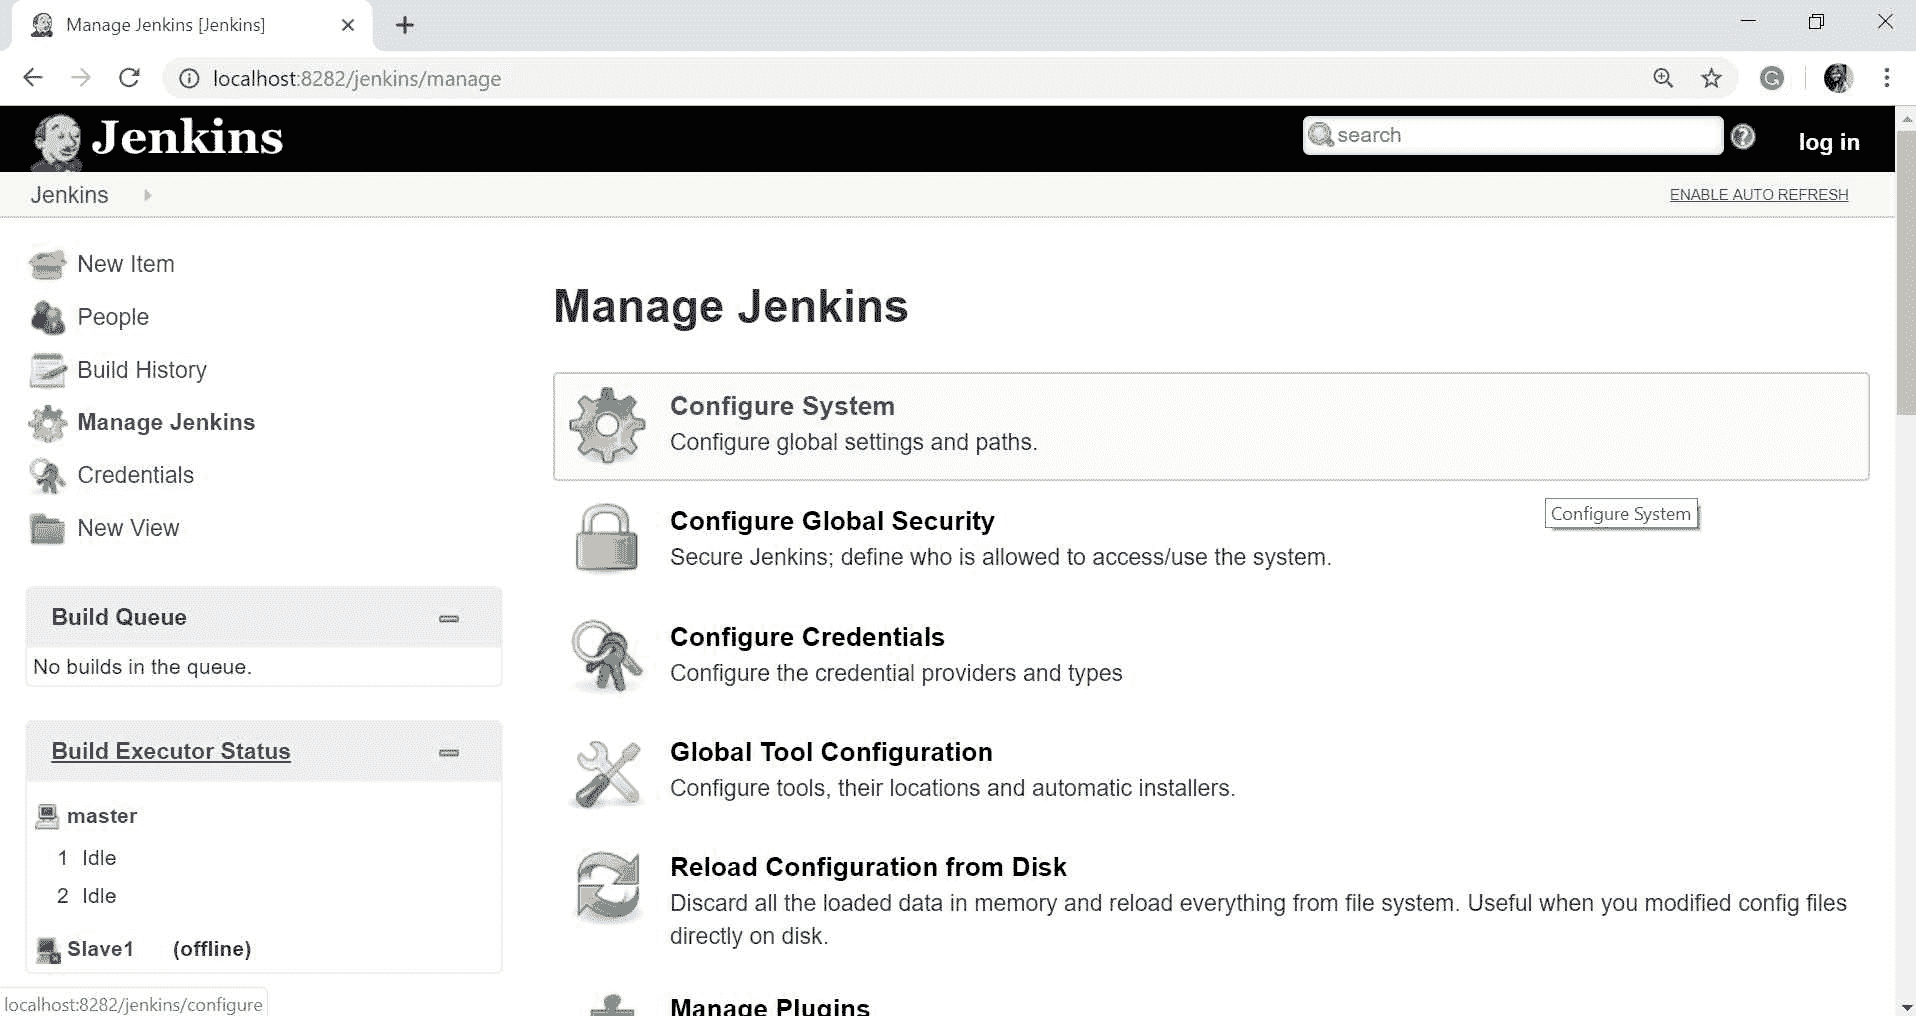 Manage Jenkins [Jenkins]
localhost:8282/jenkins/manage
Jenkins
search
log in
Jenkins
ENABLE AUTO REFRESH
New Item
People
Build History
Manage Jenkins
Credentials
New View
Build Queue
No builds in the queue.
Build Executor Status
master
1 Idle
2 Idle
Slave1 (offline)
Manage Jenkins
Configure System
Configure global settings and paths.
Configure System
Configure Global Security
Secure Jenkins; define who is allowed to access/use the system.
Configure Credentials
Configure the credential providers and types
Global Tool Configuration
Configure tools, their locations and automatic installers.
Reload Configuration from Disk
Discard all the loaded data in memory and reload everything from file system. Useful when you modified config files
directly on disk.
Manage Plugins
localhost:8282/jenkins/configure